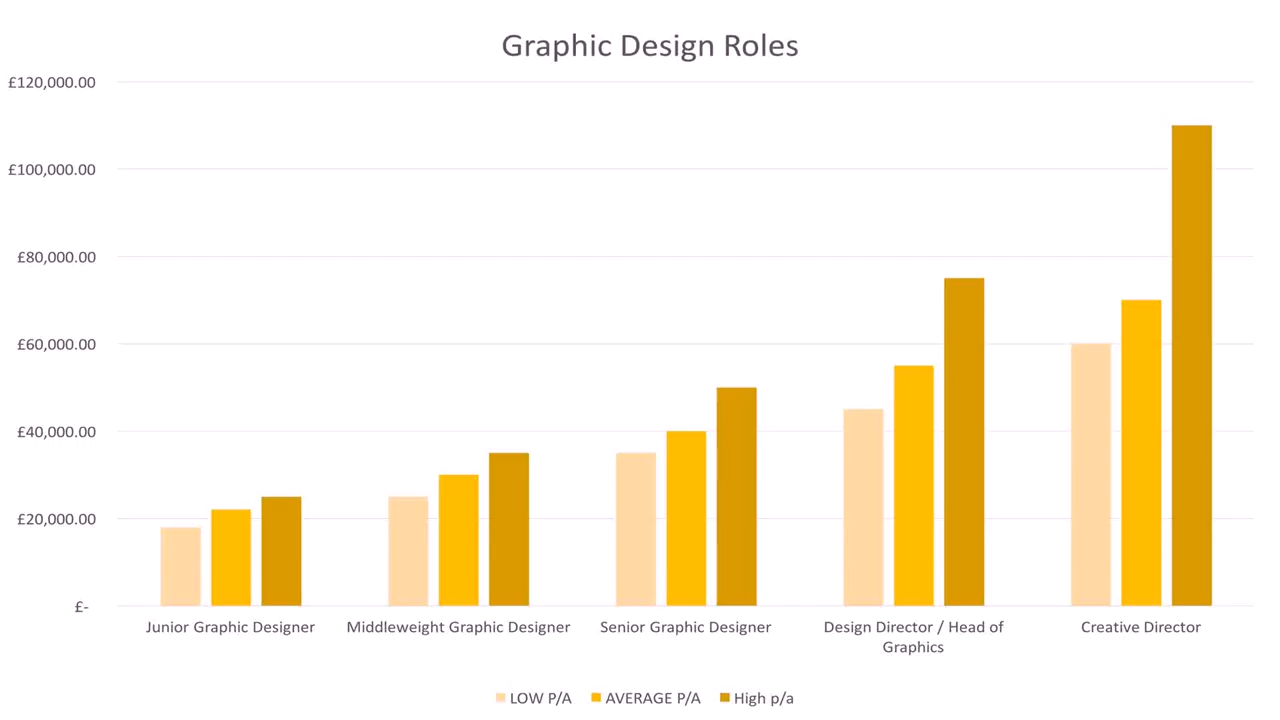 Graphic Design Roles
£120,000.00
£100,000.00
£80,000.00
£60,000.00
£40,000.00
£20,000.00
£-
Junior Graphic Designer
Middleweight Graphic Designer
Senior Graphic Designer
Design Director / Head of
Graphics
Creative Director
LOW P/A
AVERAGE P/A
High p/a